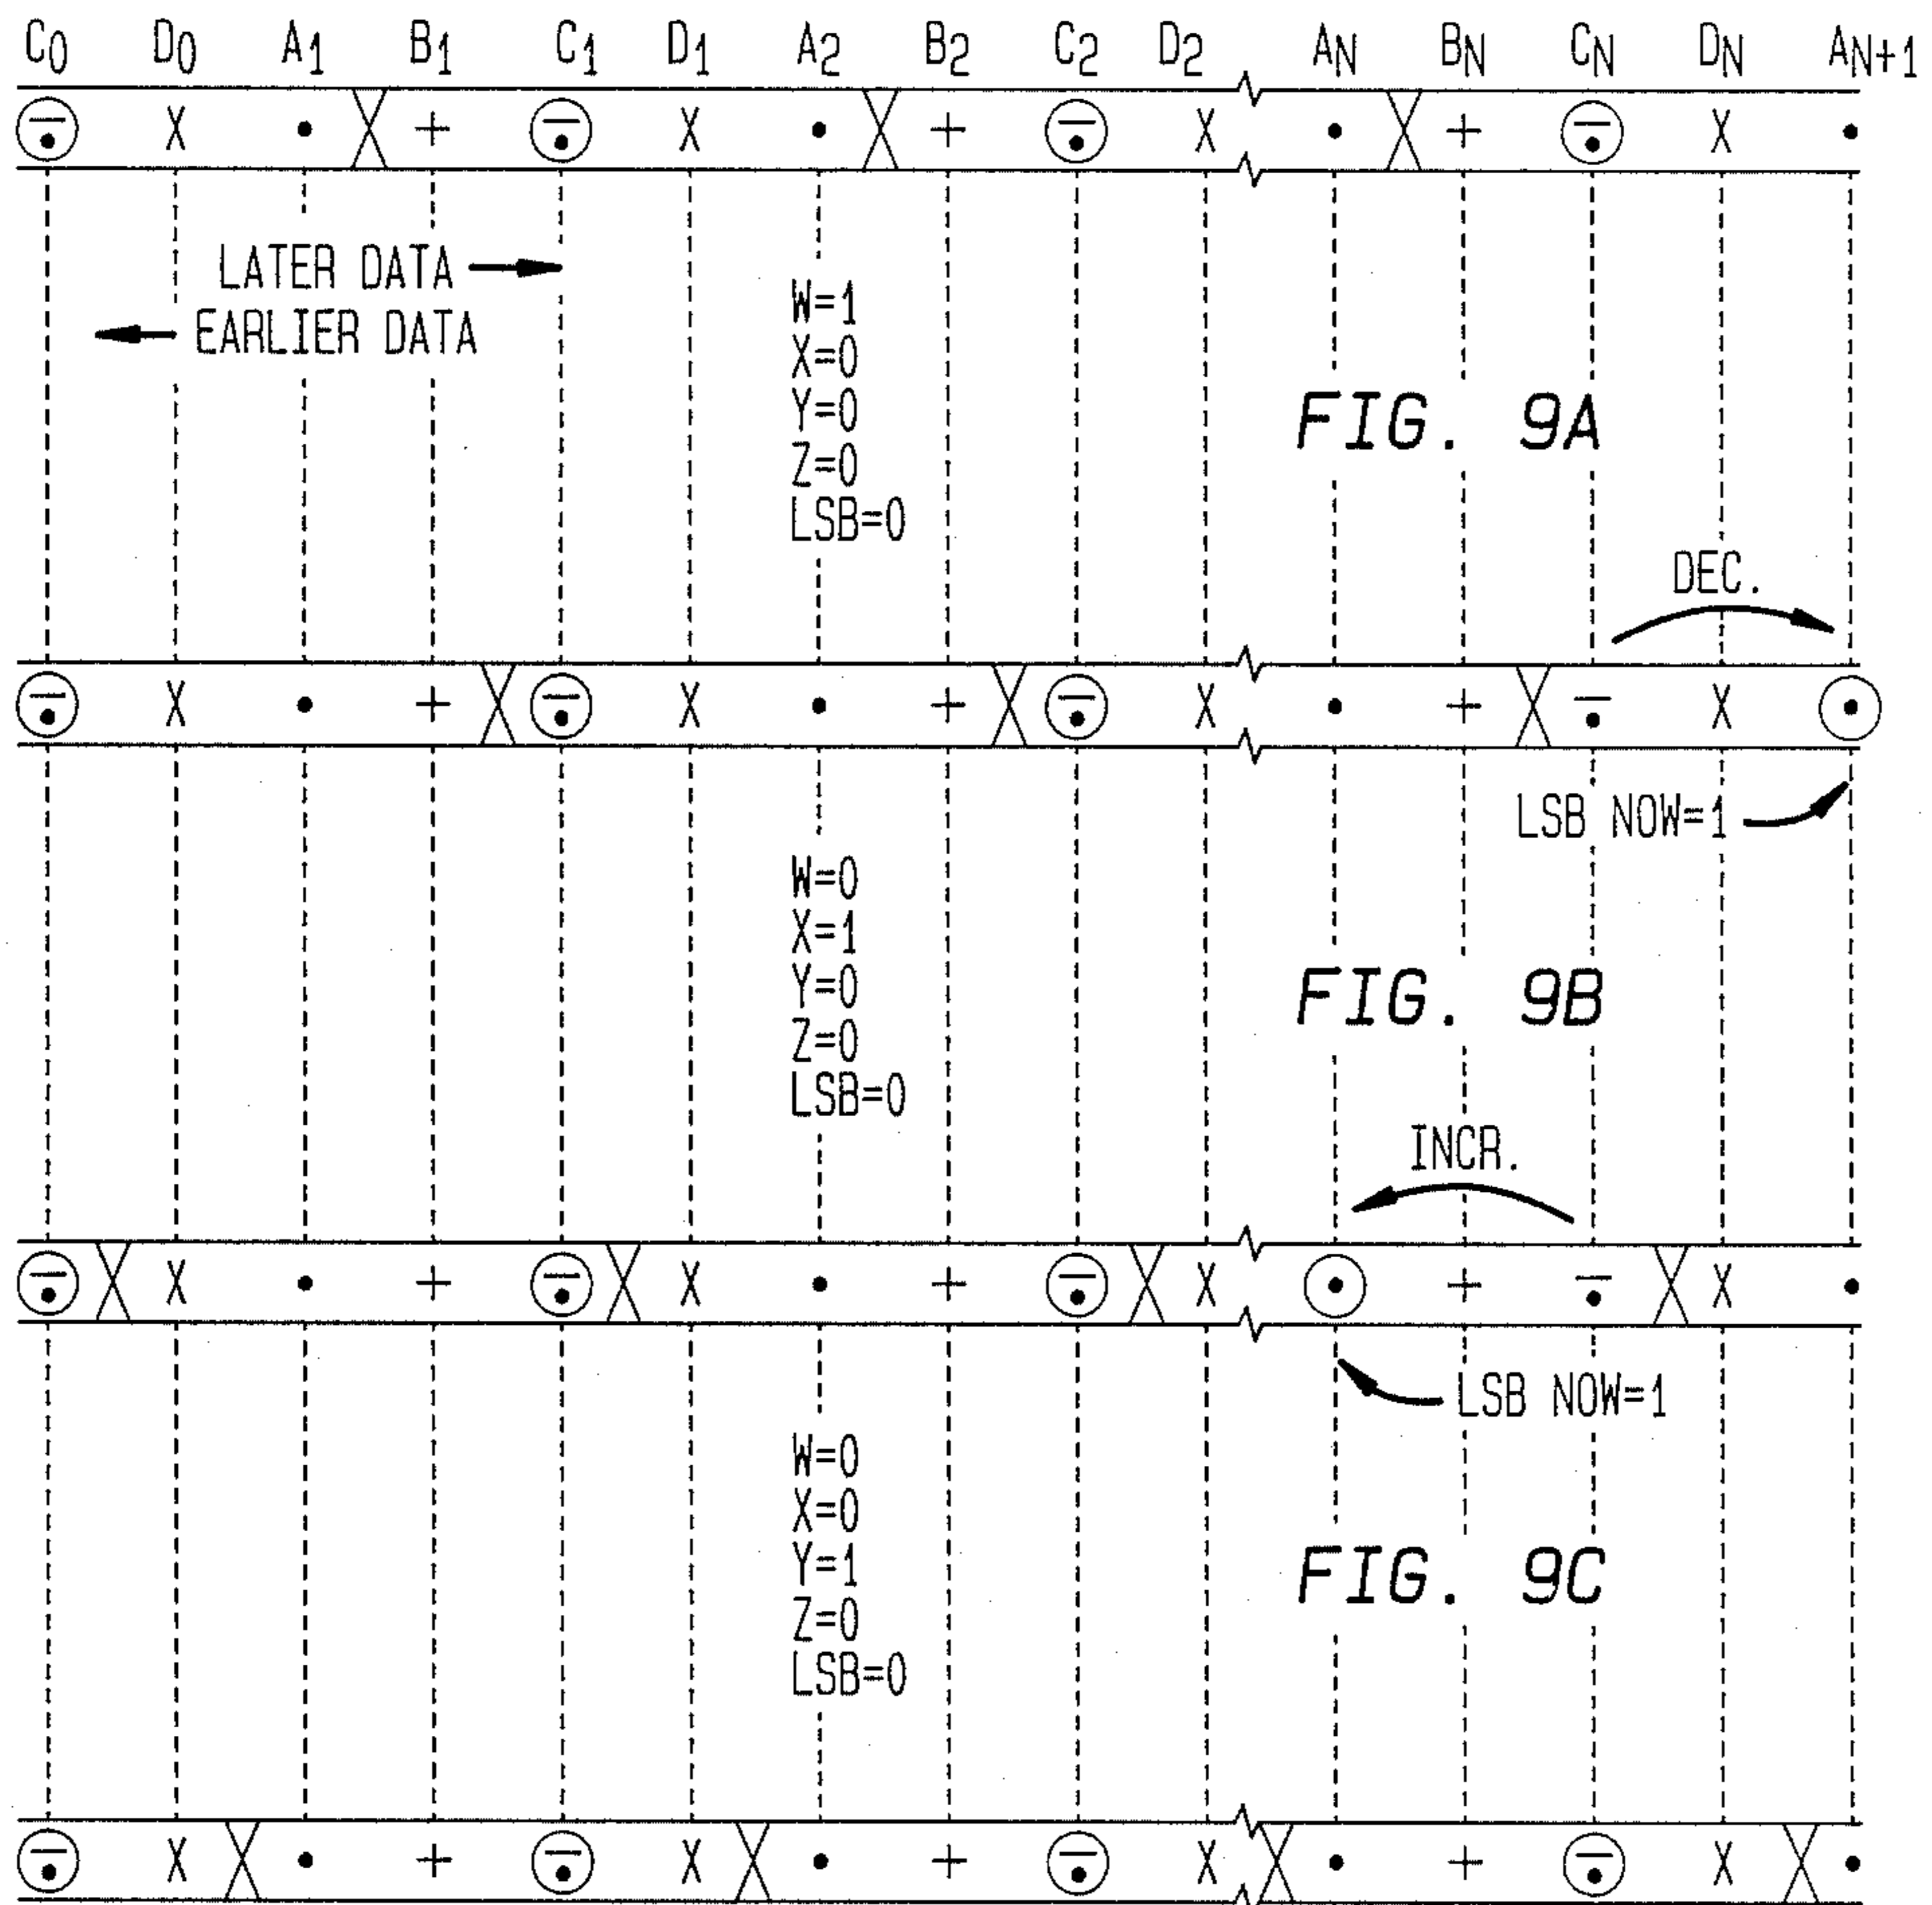 C0 D0 A1 B1 C1 D1 A2 B2 C2 D2 AN BN CN DN AN+1
X + X + X + X
LATER DATA
EARLIER DATA
W=1
X=0
Y=0
Z=0
LSB=0
FIG. 9A
DEC.
X + X + X + X
LSB NOW=1
W=0
X=1
Y=0
Z=0
LSB=0
FIG. 9B
INCR.
X + X + X + X
LSB NOW=1
W=0
X=0
Y=1
Z=0
LSB=0
FIG. 9C
X + X + X + X